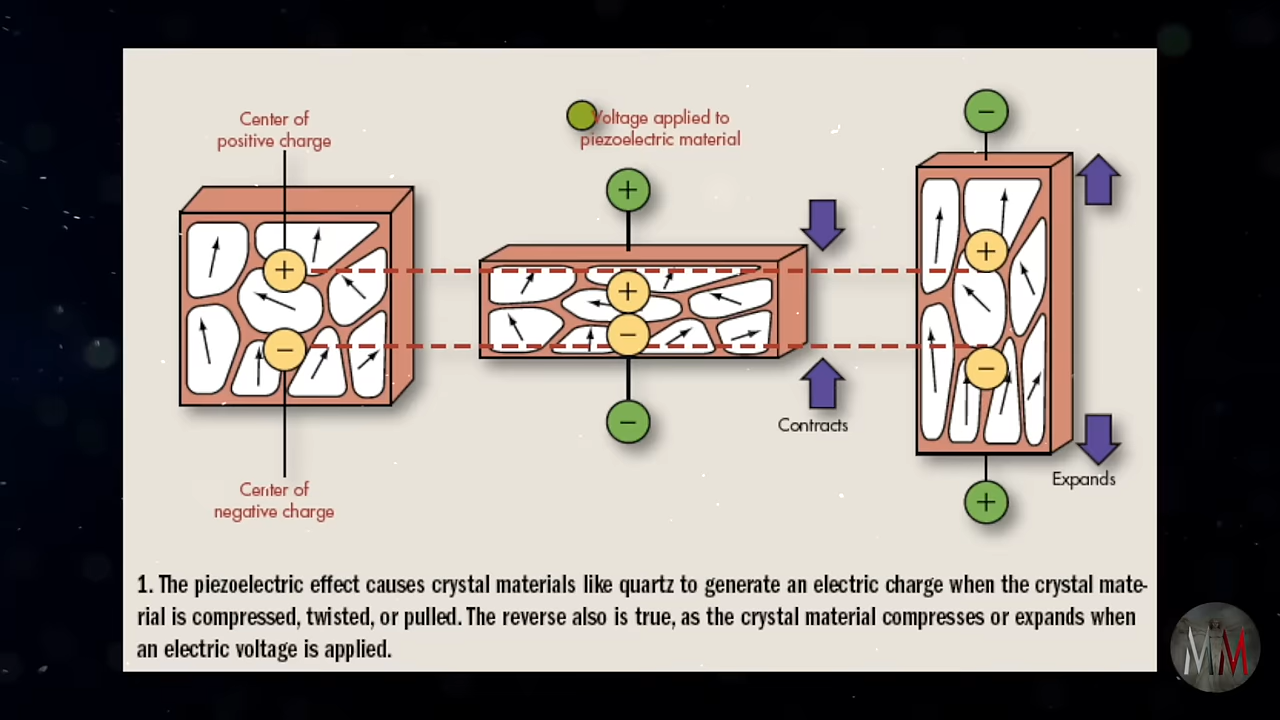 Center of
positive charge
Voltage applied to
piezoelectric material
−
+
+
+
+
−
−
−
−
Contracts
Expands
+
Center of
negative charge
1. The piezoelectric effect causes crystal materials like quartz to generate an electric charge when the crystal mate-
rial is compressed, twisted, or pulled. The reverse also is true, as the crystal material compresses or expands when
an electric voltage is applied.
MM